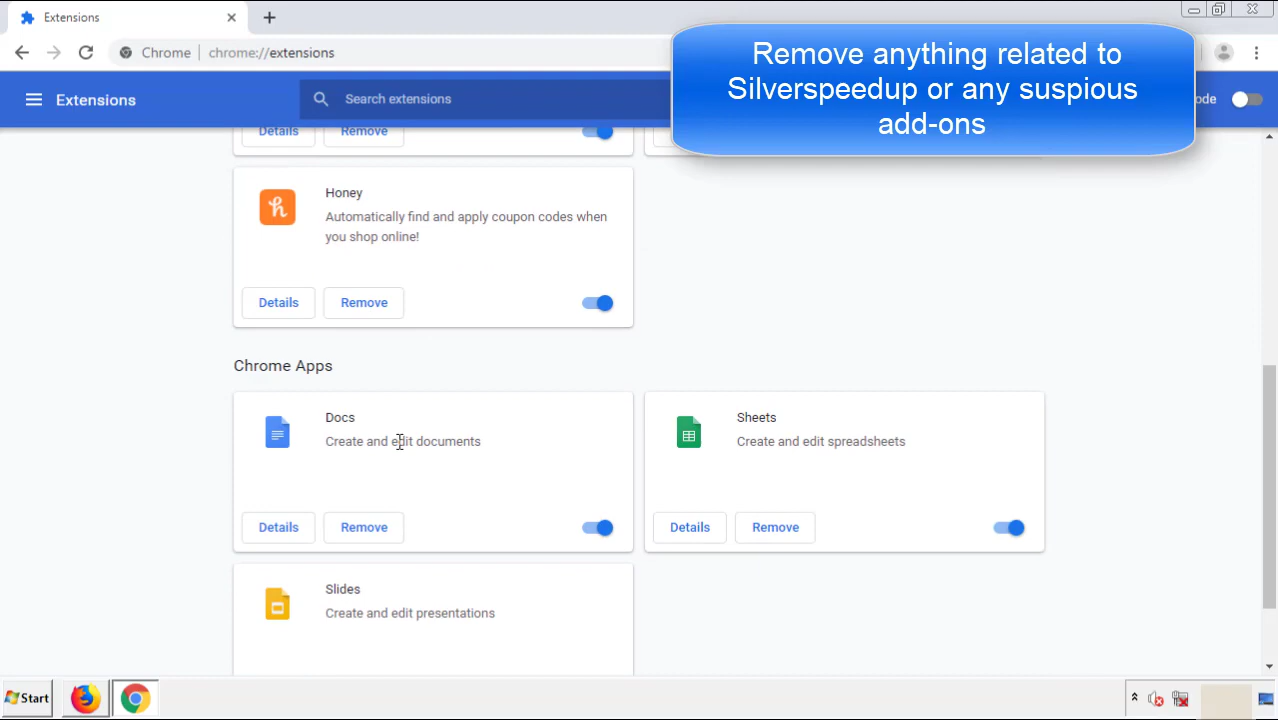 Extensions
Chrome
chrome://extensions
Remove anything related to
Silverspeedup or any suspious
add-ons
Extensions
Search extensions
ode
Details
Remove
Honey
Automatically find and apply coupon codes when
you shop online!
Details
Remove
Chrome Apps
Docs
Create and edit documents
Details
Remove
Sheets
Create and edit spreadsheets
Details
Remove
Slides
Create and edit presentations
Start